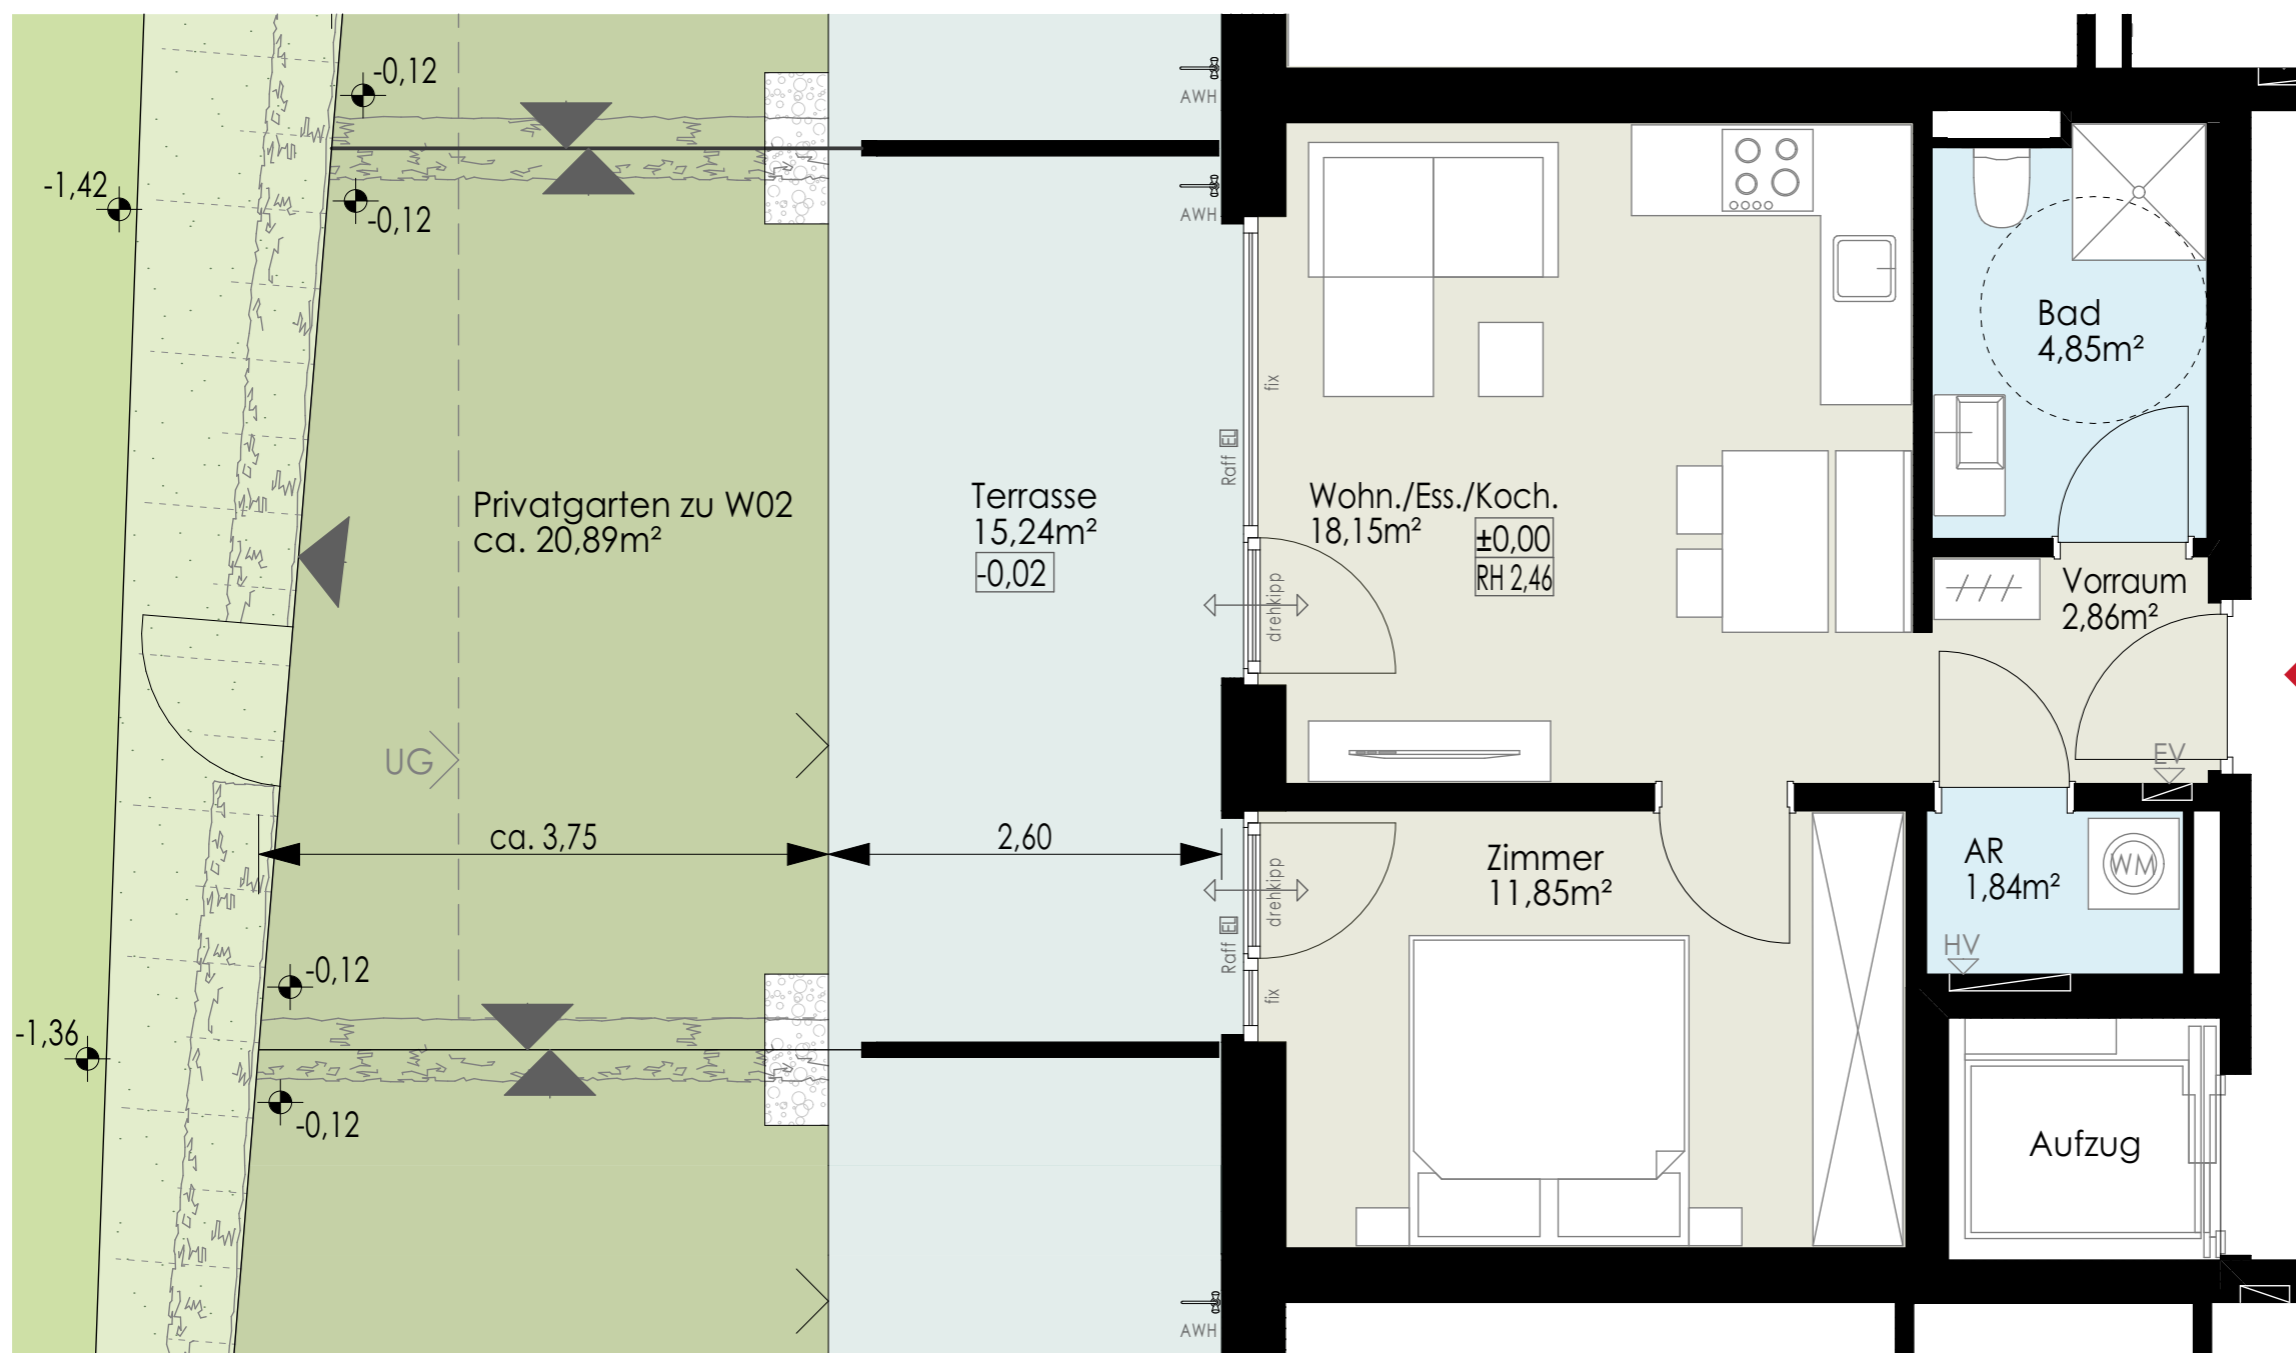 -0,12
AWH
-1,42
-0,12
AWH
Bad
4,85m²
fix
Raff EL
Privatgarten zu W02
ca. 20,89m²
Terrasse
15,24m²
-0,02
Wohn./Ess./Koch.
18,15m²
±0,00
RH 2,46
drehkipp
Vorraum
2,86m²
UG
EV
ca. 3,75
2,60
drehkipp
Zimmer
11,85m²
AR
1,84m²
WM
Raff EL
HV
-0,12
fix
-1,36
-0,12
Aufzug
AWH